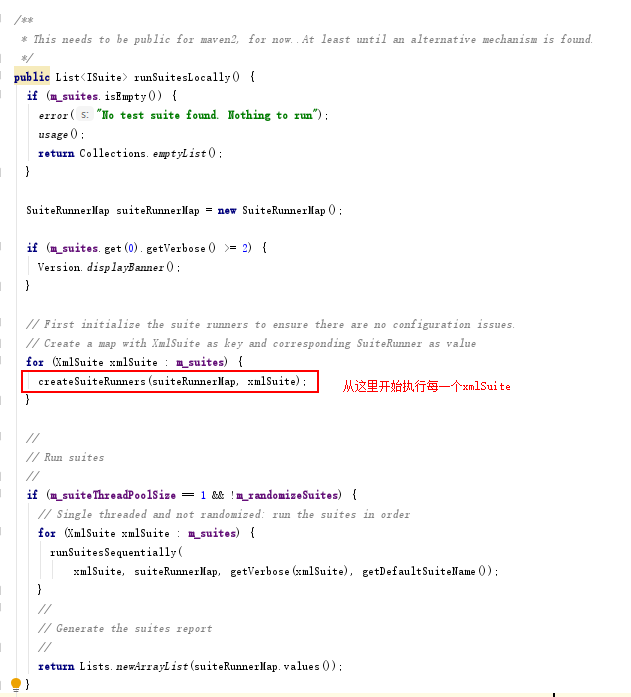 /**
 * This needs to be public for maven2, for now..At least until an alternative mechanism is found.
 */
public List<ISuite> runSuitesLocally() {
  if (m_suites.isEmpty()) {
    error( s: "No test suite found. Nothing to run");
    usage();
    return Collections.emptyList();
  }
  SuiteRunnerMap suiteRunnerMap = new SuiteRunnerMap();
  if (m_suites.get(0).getVerbose() >= 2) {
    Version.displayBanner();
  }
  // First initialize the suite runners to ensure there are no configuration issues.
  // Create a map with XmlSuite as key and corresponding SuiteRunner as value
  for (XmlSuite xmlSuite : m_suites) {
    createSuiteRunners(suiteRunnerMap, xmlSuite); 从这里开始执行每一个xmlSuite
  }
  //
  // Run suites
  //
  if (m_suiteThreadPoolSize == 1 && !m_randomizeSuites) {
    // Single threaded and not randomized: run the suites in order
    for (XmlSuite xmlSuite : m_suites) {
      runSuitesSequentially(
          xmlSuite, suiteRunnerMap, getVerbose(xmlSuite), getDefaultSuiteName());
    }
    //
    // Generate the suites report
    //
    return Lists.newArrayList(suiteRunnerMap.values());
  }